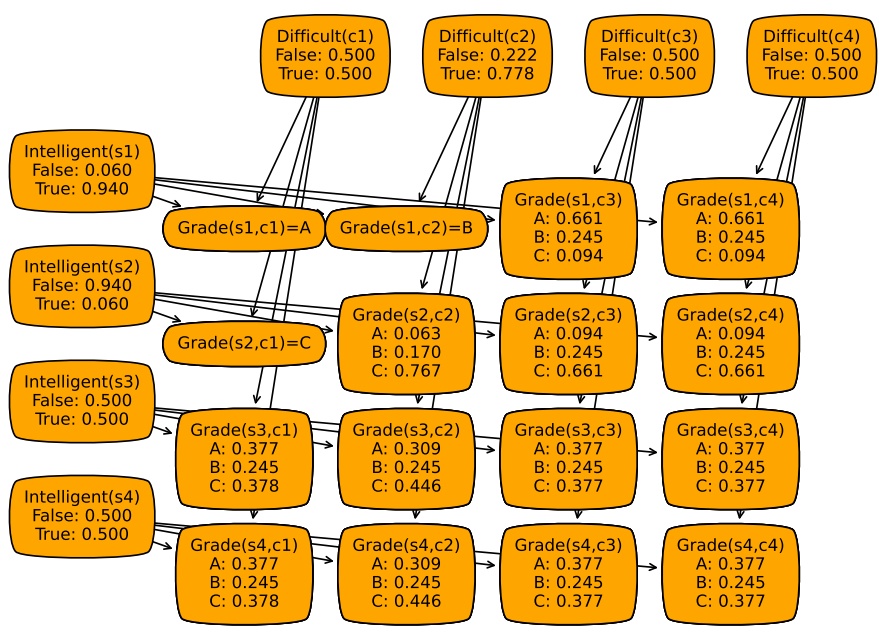 Difficult(c1)
False: 0.500
True: 0.500
Difficult(c2)
False: 0.222
True: 0.778
Difficult(c3)
False: 0.500
True: 0.500
Difficult(c4)
False: 0.500
True: 0.500
Intelligent(s1)
False: 0.060
True: 0.940
Grade(s1,c1)=A
Grade(s1,c2)=B
Grade(s1,c3)
A: 0.661
B: 0.245
C: 0.094
Grade(s1,c4)
A: 0.661
B: 0.245
C: 0.094
Intelligent(s2)
False: 0.940
True: 0.060
Grade(s2,c1)=C
Grade(s2,c2)
A: 0.063
B: 0.170
C: 0.767
Grade(s2,c3)
A: 0.094
B: 0.245
C: 0.661
Grade(s2,c4)
A: 0.094
B: 0.245
C: 0.661
Intelligent(s3)
False: 0.500
True: 0.500
Grade(s3,c1)
A: 0.377
B: 0.245
C: 0.378
Grade(s3,c2)
A: 0.309
B: 0.245
C: 0.446
Grade(s3,c3)
A: 0.377
B: 0.245
C: 0.377
Grade(s3,c4)
A: 0.377
B: 0.245
C: 0.377
Intelligent(s4)
False: 0.500
True: 0.500
Grade(s4,c1)
A: 0.377
B: 0.245
C: 0.378
Grade(s4,c2)
A: 0.309
B: 0.245
C: 0.446
Grade(s4,c3)
A: 0.377
B: 0.245
C: 0.377
Grade(s4,c4)
A: 0.377
B: 0.245
C: 0.377